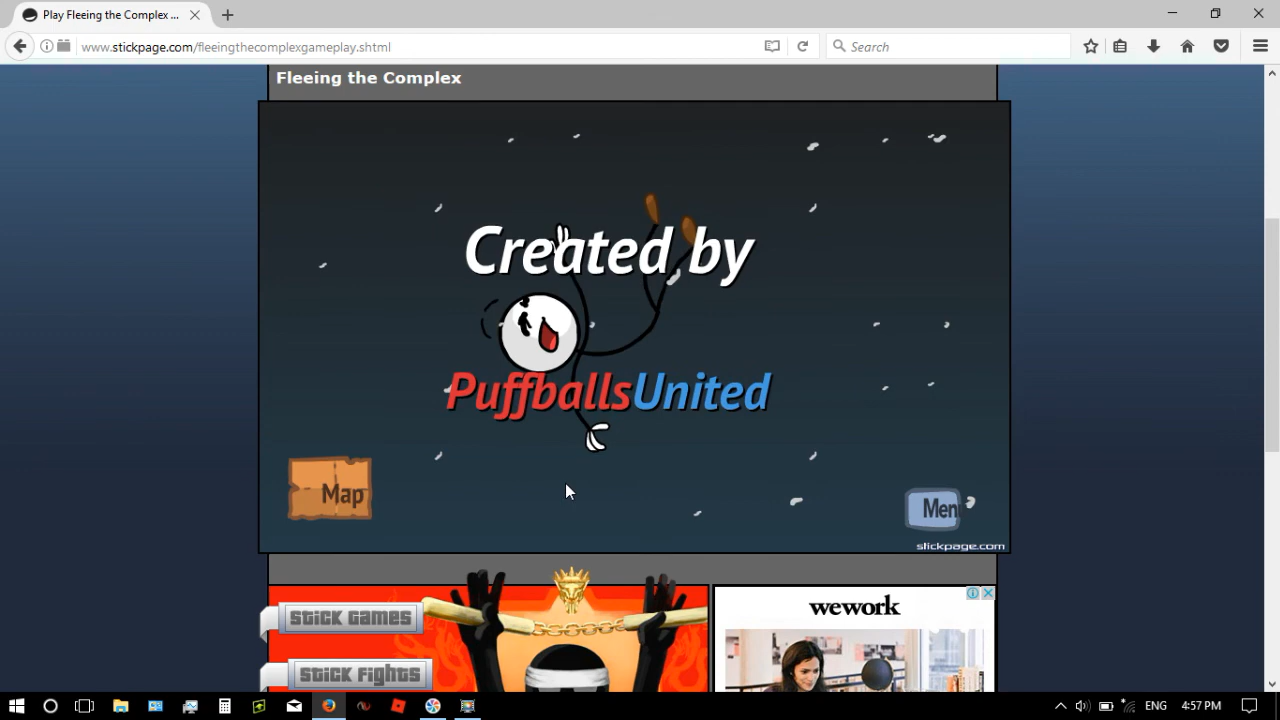 Play Fleeing the Complex ...
www.stickpage.com/fleeingthecomplexgameplay.shtml
Search
Fleeing the Complex
Created by
PuffballsUnited
Map
Men
stickpage.com
STICK GAMES
STICK FIGHTS
wework
ENG
4:57 PM